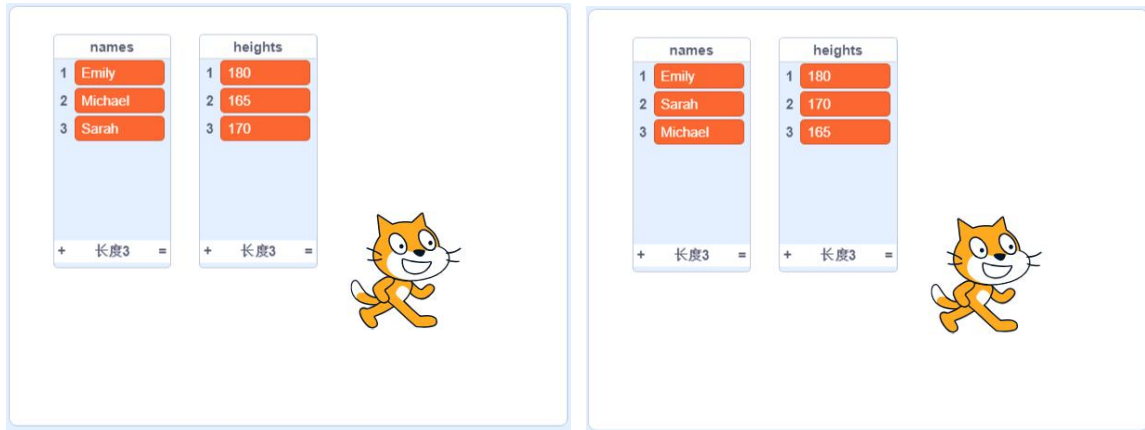 names
1 Emily
2 Michael
3 Sarah
+ 长度3 =
heights
1 180
2 165
3 170
+ 长度3 =
names
1 Emily
2 Sarah
3 Michael
+ 长度3 =
heights
1 180
2 170
3 165
+ 长度3 =